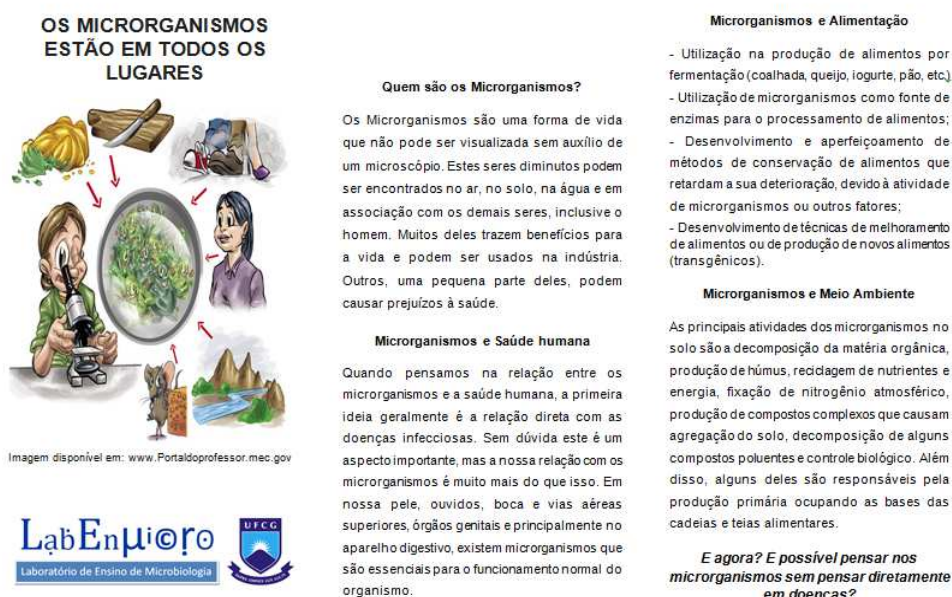 OS MICRORGANISMOS
ESTÃO EM TODOS OS
LUGARES
Imagem disponível em: www.Portaldoprofessor.mec.gov
LabEnµicro
Laboratório de Ensino de Microbiologia
UFCG
Quem são os Microrganismos?
Os Microrganismos são uma forma de vida
que não pode ser visualizada sem auxílio de
um microscópio. Estes seres diminutos podem
ser encontrados no ar, no solo, na água e em
associação com os demais seres, inclusive o
homem. Muitos deles trazem benefícios para
a vida e podem ser usados na indústria.
Outros, uma pequena parte deles, podem
causar prejuízos à saúde.
Microrganismos e Saúde humana
Quando pensamos na relação entre os
microrganismos e a saúde humana, a primeira
ideia geralmente é a relação direta com as
doenças infecciosas. Sem dúvida este é um
aspecto importante, mas a nossa relação com os
microrganismos é muito mais do que isso. Em
nossa pele, ouvidos, boca e vias aéreas
superiores, órgãos genitais e principalmente no
aparelho digestivo, existem microrganismos que
são essenciais para o funcionamento normal do
organismo.
Microrganismos e Alimentação
- Utilização na produção de alimentos por
fermentação (coalhada, queijo, iogurte, pão, etc,)
- Utilização de microrganismos como fonte de
enzimas para o processamento de alimentos;
- Desenvolvimento e aperfeiçoamento de
métodos de conservação de alimentos que
retardam a sua deterioração, devido à atividade
de microrganismos ou outros fatores;
- Desenvolvimento de técnicas de melhoramento
de alimentos ou de produção de novos alimentos
(transgênicos).
Microrganismos e Meio Ambiente
As principais atividades dos microrganismos no
solo são a decomposição da matéria orgânica,
produção de húmus, reciclagem de nutrientes e
energia, fixação de nitrogênio atmosférico,
produção de compostos complexos que causam
agregação do solo, decomposição de alguns
compostos poluentes e controle biológico. Além
disso, alguns deles são responsáveis pela
produção primária ocupando as bases das
cadeias e teias alimentares.
E agora? E possível pensar nos
microrganismos sem pensar diretamente
em doenças?